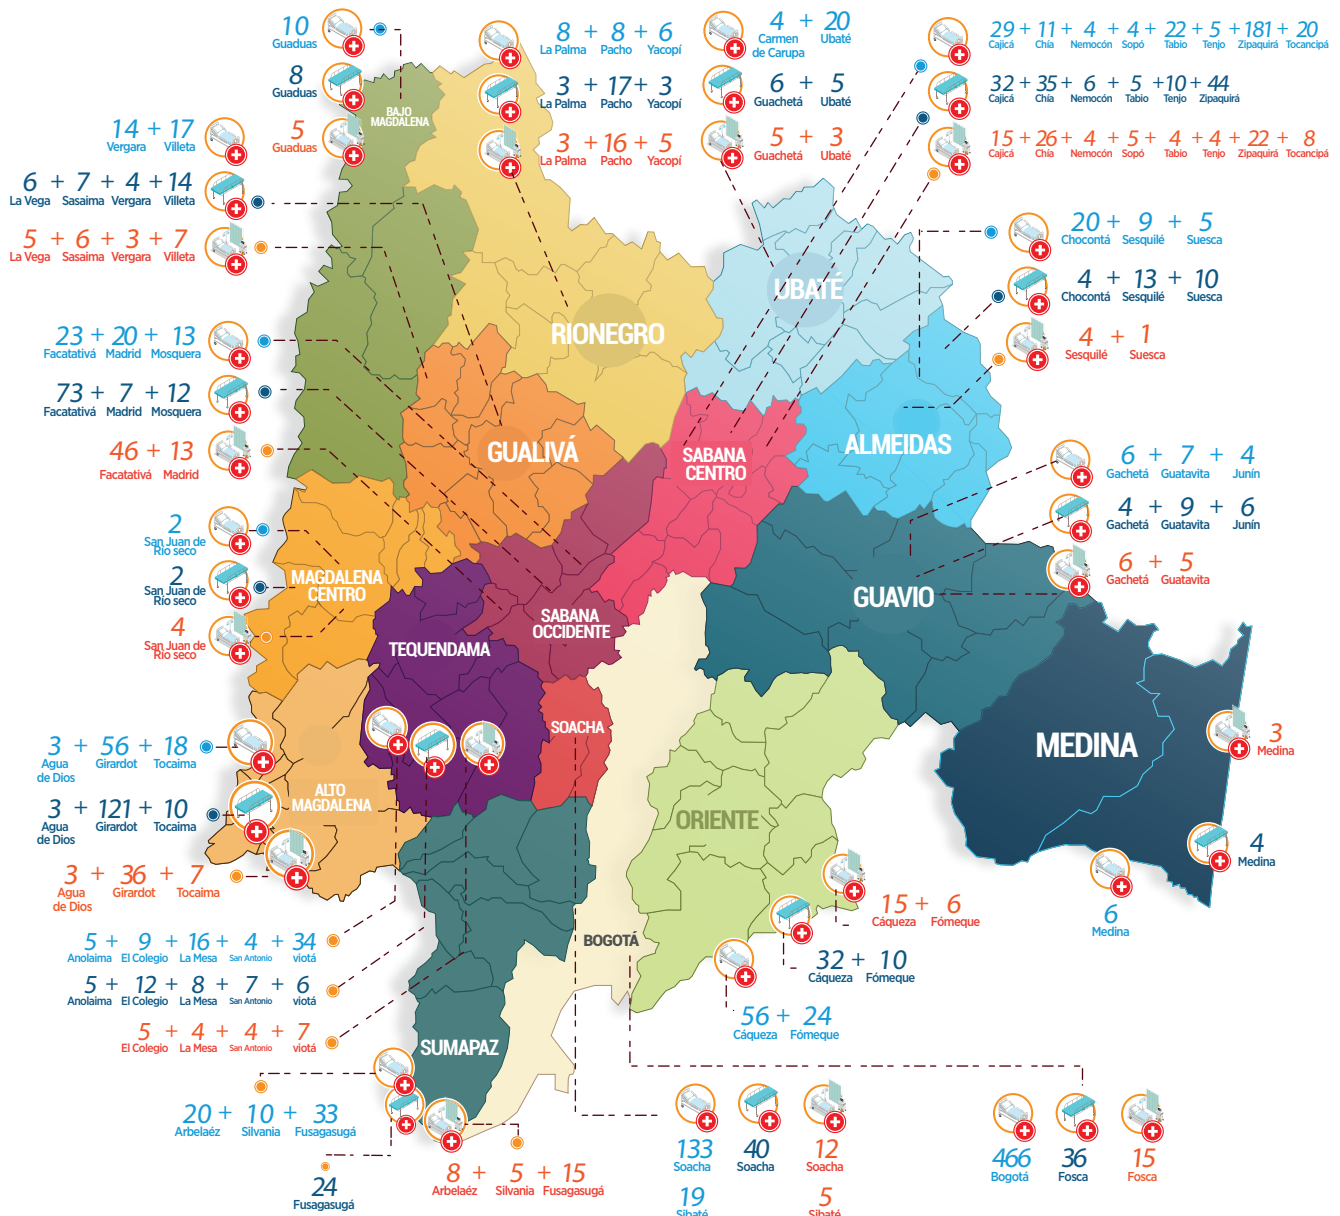 10
Guaduas
8
Guaduas
5
Guaduas
8 + 8 + 6
La Palma Pacho Yacopí
3 + 17 + 3
La Palma Pacho Yacopí
3 + 16 + 5
La Palma Pacho Yacopí
4 + 20
Carmen de Carupa Ubaté
6 + 5
Guachetá Ubaté
5 + 3
Guachetá Ubaté
29 + 11 + 4 + 4 + 22 + 5 + 181 + 20
Cajicá Chía Nemocón Sopó Tabio Tenjo Zipaquirá Tocancipá
32 + 35 + 6 + 5 + 10 + 44
Cajicá Chía Nemocón Tabio Tenjo Zipaquirá
15 + 26 + 4 + 5 + 4 + 4 + 22 + 8
Cajicá Chía Nemocón Sopó Tabio Tenjo Zipaquirá Tocancipá
14 + 17
Vergara Villeta
6 + 7 + 4 + 14
La Vega Sasaima Vergara Villeta
5 + 6 + 3 + 7
La Vega Sasaima Vergara Villeta
20 + 9 + 5
Chocontá Sesquilé Suesca
4 + 13 + 10
Chocontá Sesquilé Suesca
4 + 1
Sesquilé Suesca
23 + 20 + 13
Facatativá Madrid Mosquera
73 + 7 + 12
Facatativá Madrid Mosquera
46 + 13
Facatativá Madrid
6 + 7 + 4
Gachetá Guatavita Junín
4 + 9 + 6
Gachetá Guatavita Junín
6 + 5
Gachetá Guatavita
2
San Juan de
Río seco
2
San Juan de
Río seco
4
San Juan de
Río seco
BAJO
MAGDALENA
RIONEGRO
UBATÉ
GUALIVÁ
SABANA
CENTRO
ALMEIDAS
MAGDALENA
CENTRO
GUAVIO
SABANA
OCCIDENTE
TEQUENDAMA
SOACHA
MEDINA
ALTO
MAGDALENA
ORIENTE
BOGOTÁ
SUMAPAZ
3 + 56 + 18
Agua de Dios Girardot Tocaima
3 + 121 + 10
Agua de Dios Girardot Tocaima
3 + 36 + 7
Agua de Dios Girardot Tocaima
3
Medina
4
Medina
6
Medina
15 + 6
Cáqueza Fómeque
32 + 10
Cáqueza Fómeque
56 + 24
Cáqueza Fómeque
5 + 9 + 16 + 4 + 34
Anolaima El Colegio La Mesa San Antonio viotá
5 + 12 + 8 + 7 + 6
Anolaima El Colegio La Mesa San Antonio viotá
5 + 4 + 4 + 7
El Colegio La Mesa San Antonio viotá
20 + 10 + 33
Arbelaéz Silvania Fusagasugá
24
Fusagasugá
8 + 5 + 15
Arbelaéz Silvania Fusagasugá
133
Soacha
40
Soacha
12
Soacha
19
Sibaté
5
Sibaté
466
Bogotá
36
Fosca
15
Fosca